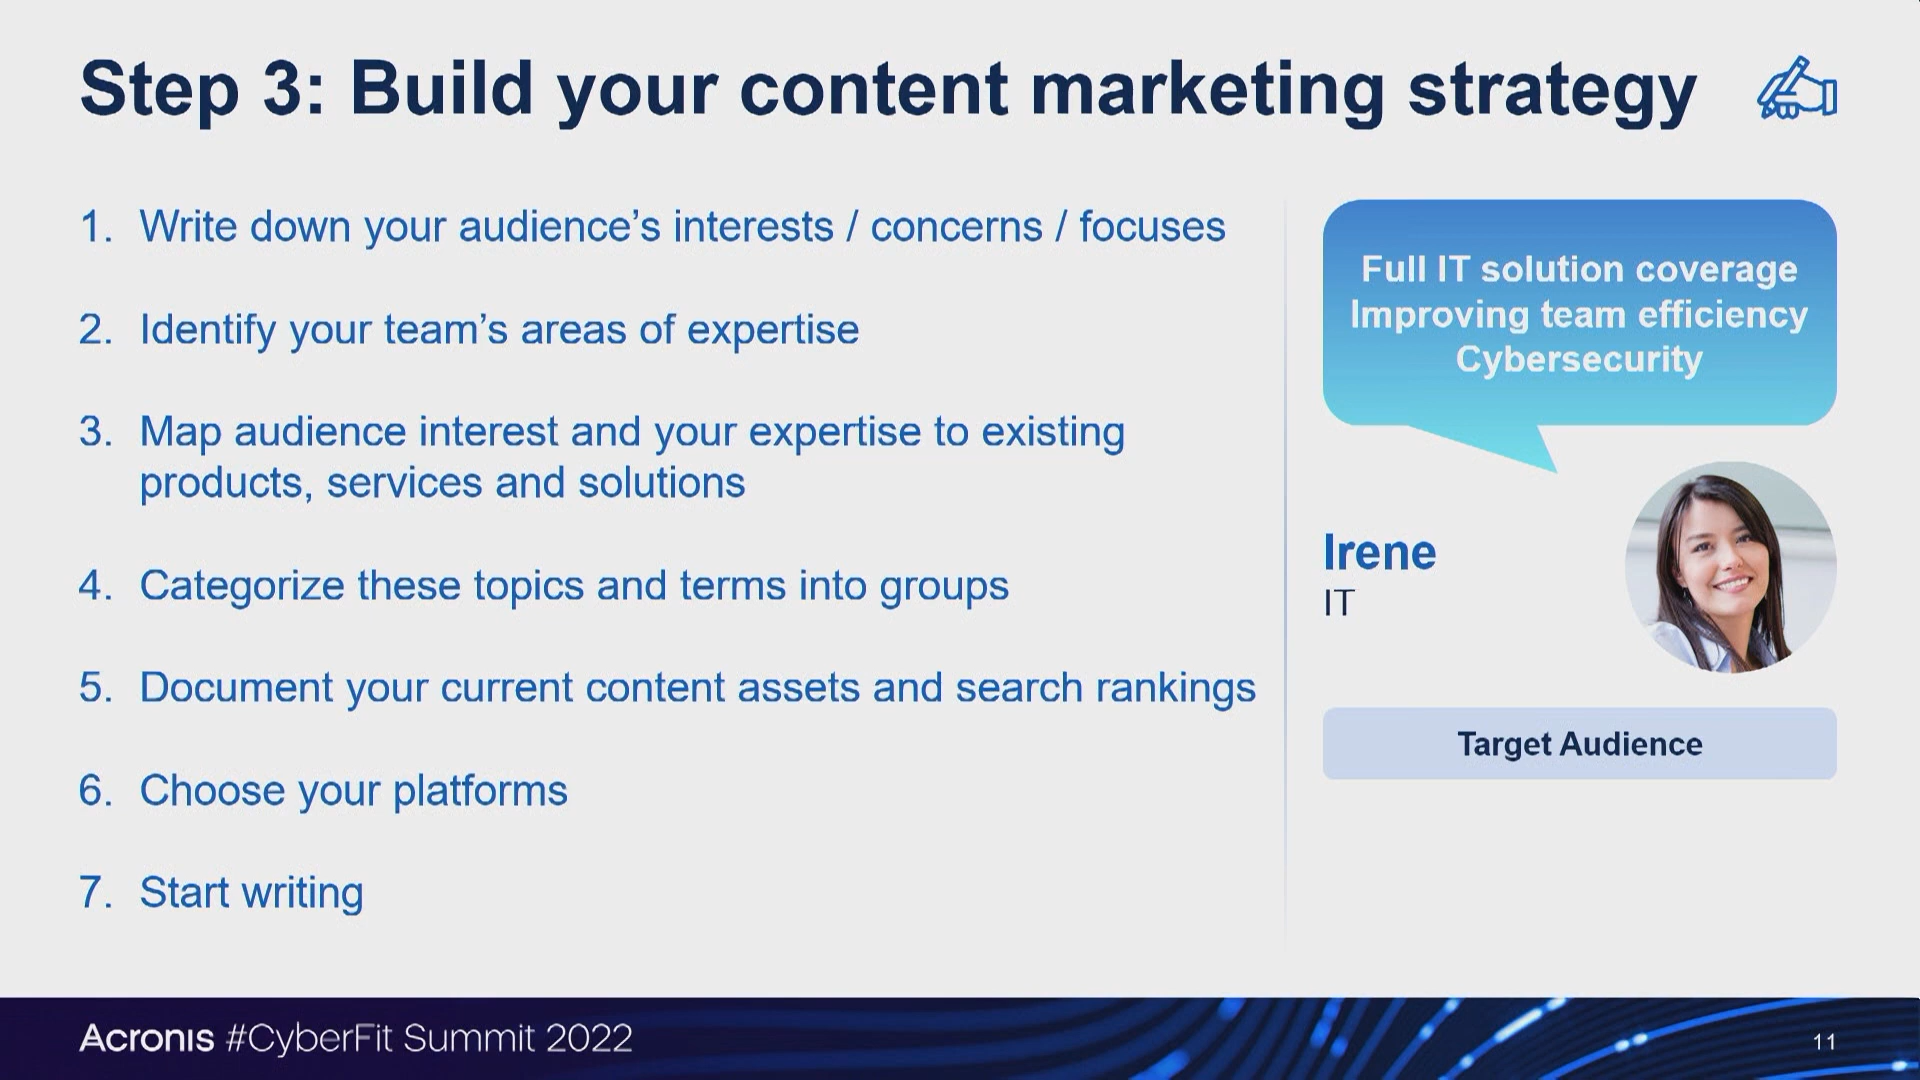 Step 3: Build your content marketing strategy
1. Write down your audience’s interests / concerns / focuses
2. Identify your team’s areas of expertise
3. Map audience interest and your expertise to existing
products, services and solutions
4. Categorize these topics and terms into groups
5. Document your current content assets and search rankings
6. Choose your platforms
7. Start writing
Full IT solution coverage
Improving team efficiency
Cybersecurity
Irene
IT
Target Audience
Acronis #CyberFit Summit 2022
11